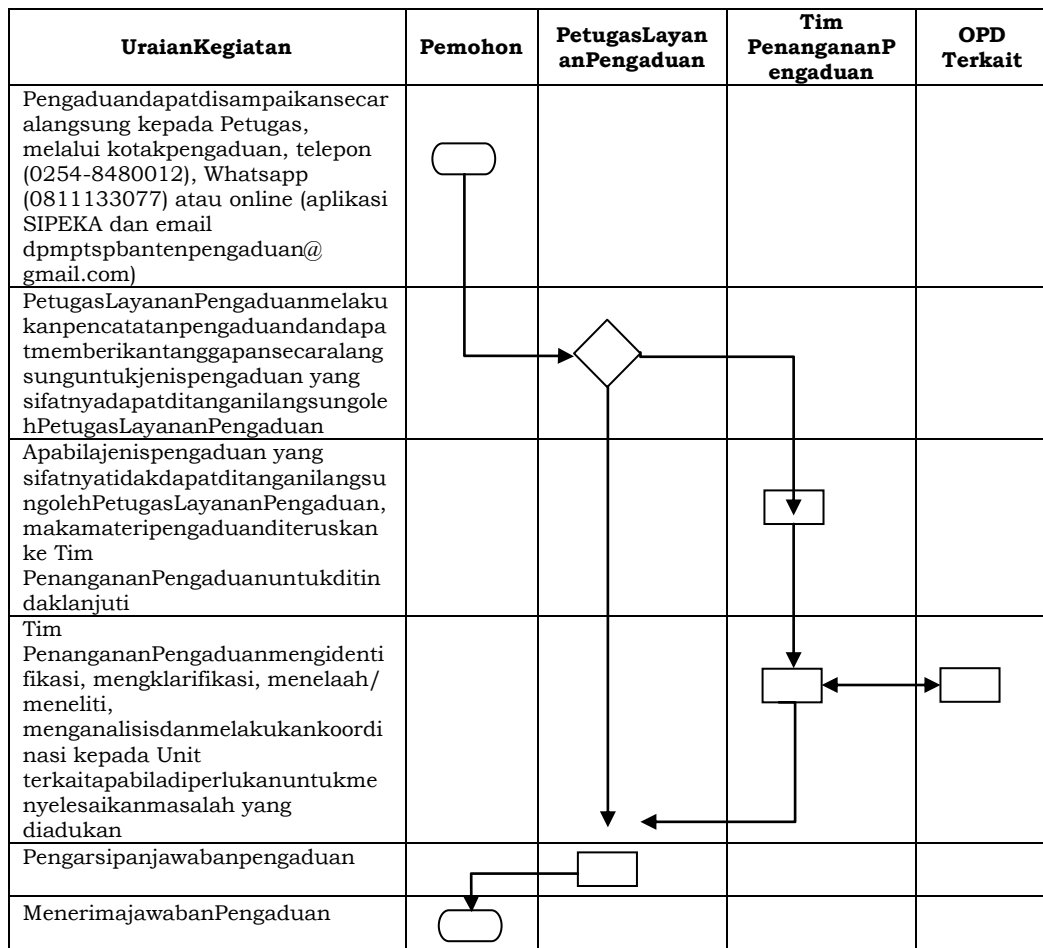 UraianKegiatan
Pemohon
PetugasLayan
anPengaduan
Tim
PenangananP
engaduan
OPD
Terkait
Pengaduandapatdisampaikansecar
alangsung kepada Petugas,
melalui kotakpengaduan, telepon
(0254-8480012), Whatsapp
(0811133077) atau online (aplikasi
SIPEKA dan email
dpmptspbantenpengaduan@
gmail.com)
PetugasLayananPengaduanmelaku
kanpencatatanpengaduandandapa
tmemberikantanggapansecaralang
sunguntukjenispengaduan yang
sifatnyadapatditanganilangsungole
hPetugasLayananPengaduan
Apabilajenispengaduan yang
sifatnyatidakdapatditanganilangsu
ngolehPetugasLayananPengaduan,
makamateripengaduanditeruskan
ke Tim
PenangananPengaduanuntukditin
daklanjuti
Tim
PenangananPengaduanmengidenti
fikasi, mengklarifikasi, menelaah/
meneliti,
menganalisisdanmelakukankoordi
nasi kepada Unit
terkaitapabiladiperlukanuntukme
nyelesaikanmasalah yang
diadukan
Pengarsipanjawabanpengaduan
MenerimajawabanPengaduan